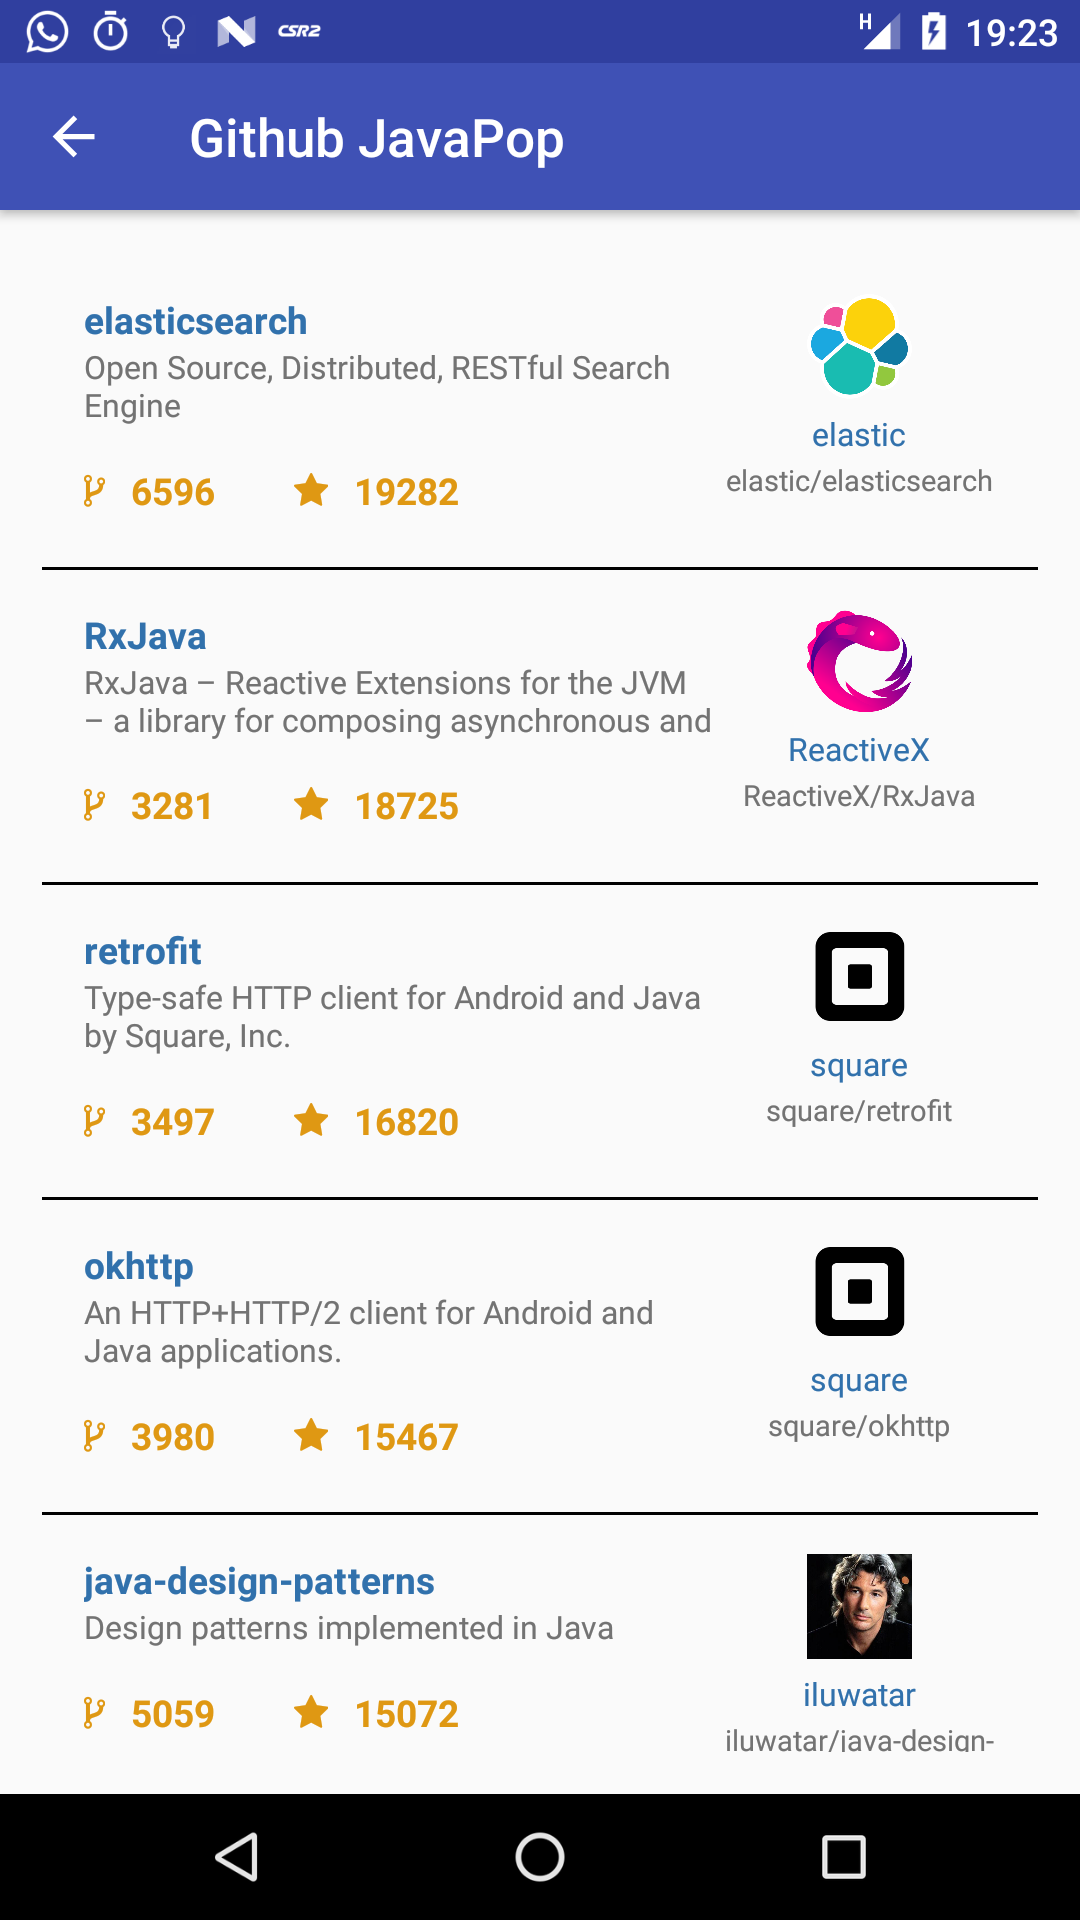 CSR2 H 19:23
Github JavaPop
elasticsearch
Open Source, Distributed, RESTful Search
Engine
6596 19282
elastic
elastic/elasticsearch
RxJava
RxJava – Reactive Extensions for the JVM
– a library for composing asynchronous and
3281 18725
ReactiveX
ReactiveX/RxJava
retrofit
Type-safe HTTP client for Android and Java
by Square, Inc.
3497 16820
square
square/retrofit
okhttp
An HTTP+HTTP/2 client for Android and
Java applications.
3980 15467
square
square/okhttp
java-design-patterns
Design patterns implemented in Java
5059 15072
iluwatar
iluwatar/java-design-